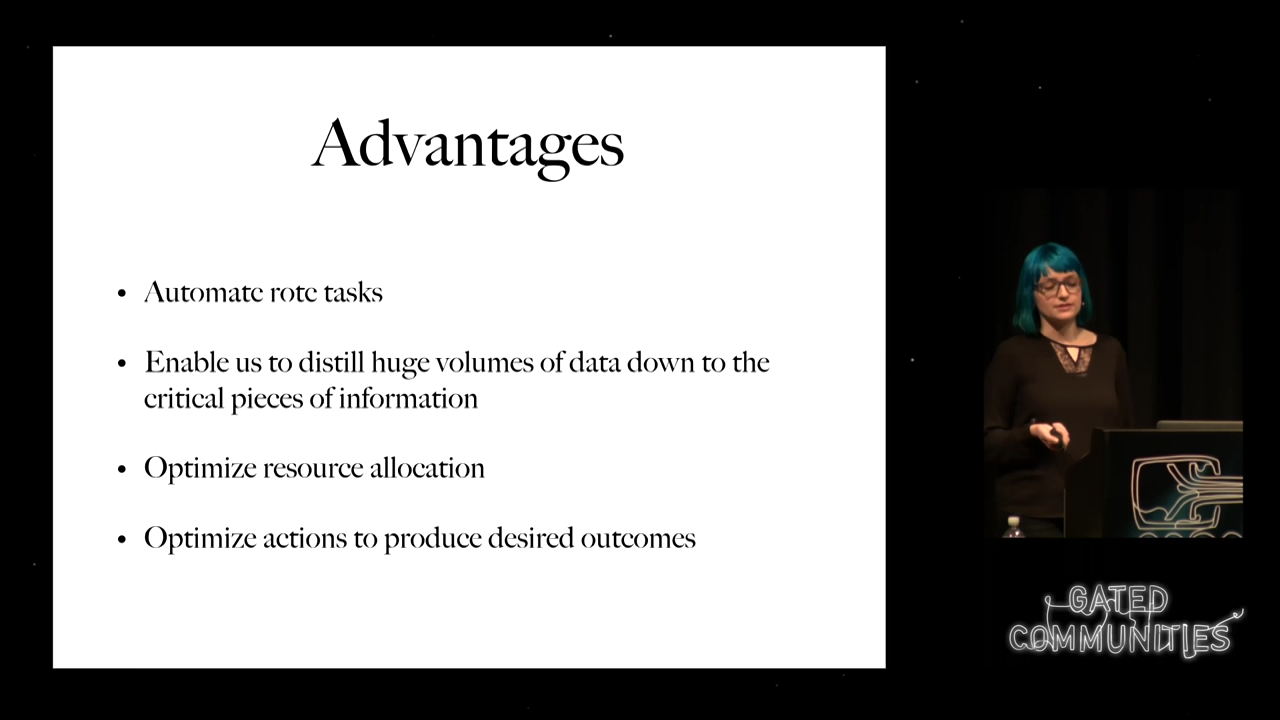 Advantages
• Automate rote tasks
• Enable us to distill huge volumes of data down to the
critical pieces of information
• Optimize resource allocation
• Optimize actions to produce desired outcomes
GATED
COMMUNITIES